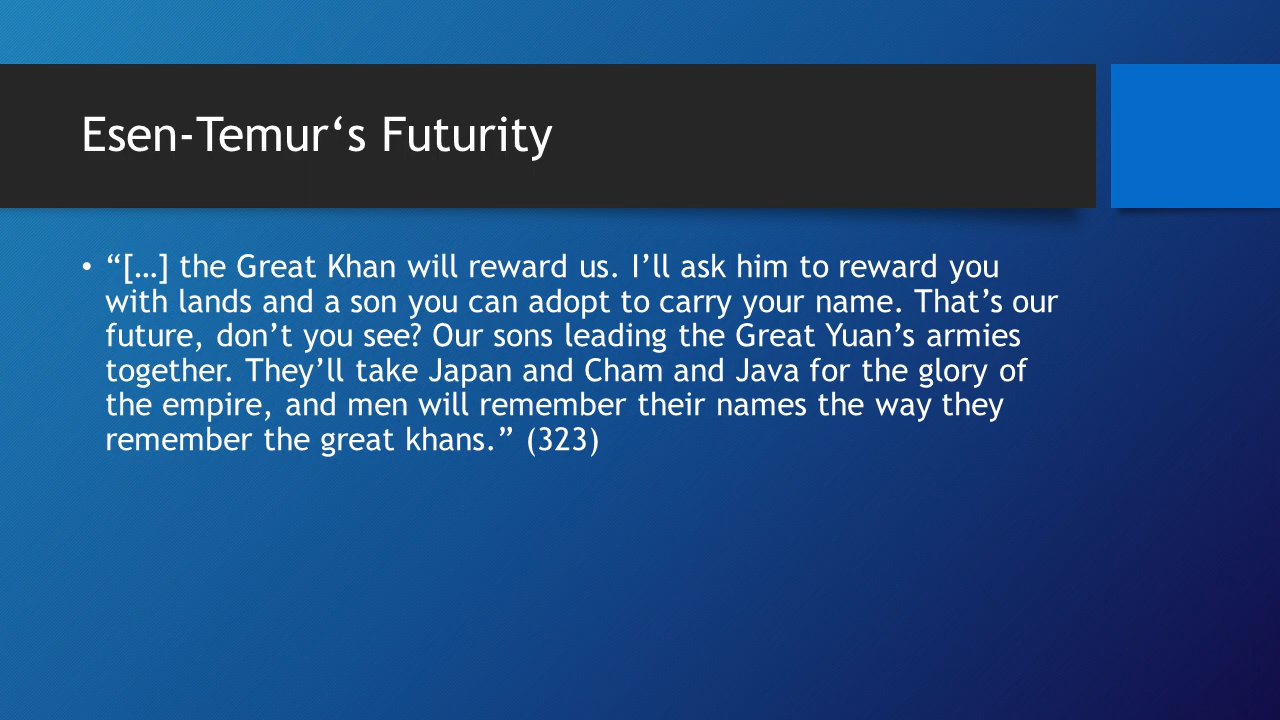 Esen-Temur‘s Futurity
• “[…] the Great Khan will reward us. I’ll ask him to reward you
with lands and a son you can adopt to carry your name. That’s our
future, don’t you see? Our sons leading the Great Yuan’s armies
together. They’ll take Japan and Cham and Java for the glory of
the empire, and men will remember their names the way they
remember the great khans.” (323)